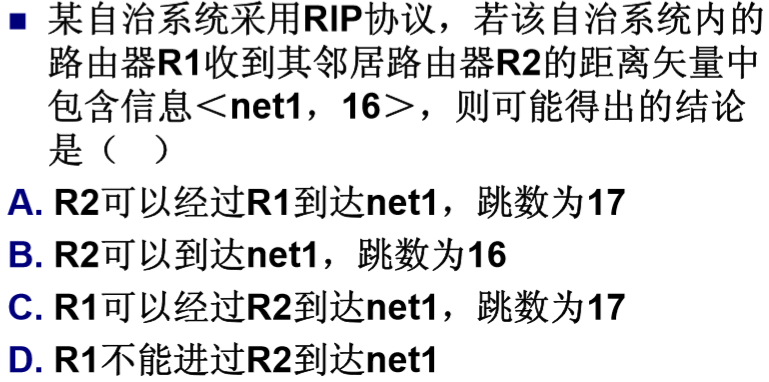 ■ 某自治系统采用RIP协议，若该自治系统内的
路由器R1收到其邻居路由器R2的距离矢量中
包含信息＜net1，16＞，则可能得出的结论
是（ ）
A. R2可以经过R1到达net1，跳数为17
B. R2可以到达net1，跳数为16
C. R1可以经过R2到达net1，跳数为17
D. R1不能进过R2到达net1